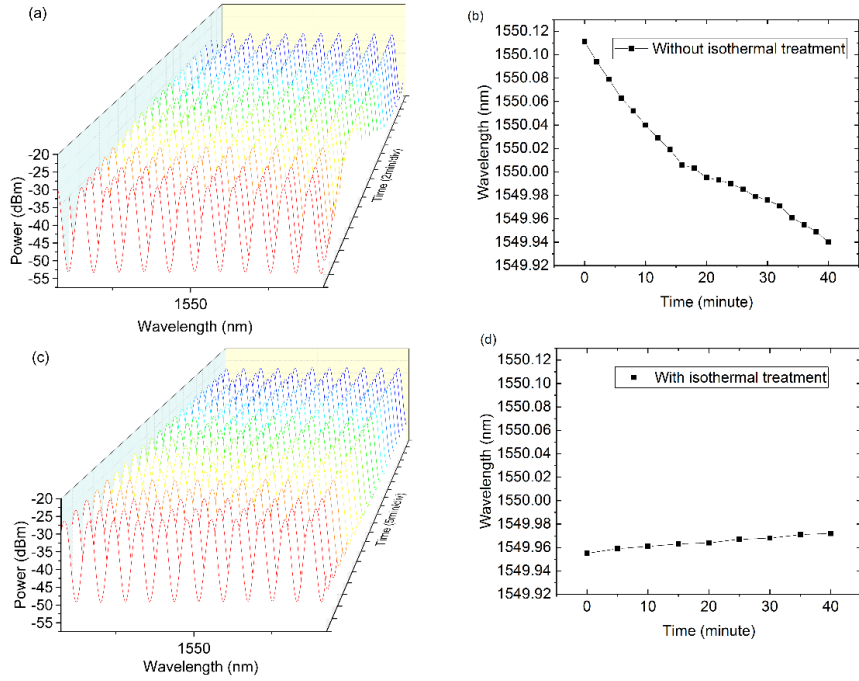 (a)
-20
-25
-30
-35
-40
-45
-50
-55
Power (dBm)
1550
Wavelength (nm)
Time (2min/div)
(b)
Without isothermal treatment
1550.12
1550.10
1550.08
1550.06
1550.04
1550.02
1550.00
1549.98
1549.96
1549.94
1549.92
Wavelength (nm)
0 10 20 30 40
Time (minute)
(c)
-20
-25
-30
-35
-40
-45
-50
-55
Power (dBm)
1550
Wavelength (nm)
Time (5min/div)
(d)
With isothermal treatment
1550.12
1550.10
1550.08
1550.06
1550.04
1550.02
1550.00
1549.98
1549.96
1549.94
1549.92
Wavelength (nm)
0 10 20 30 40
Time (minute)